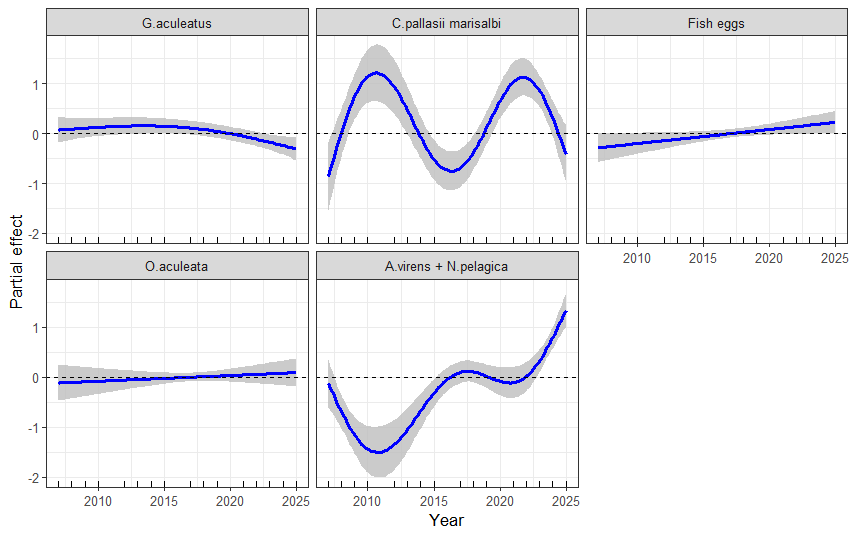 G.aculeatus
C.pallasii marisalbi
Fish eggs
1
0
-1
-2
2010 2015 2020 2025
O.aculeata
A.virens + N.pelagica
1
0
-1
-2
2010 2015 2020 2025
2010 2015 2020 2025
Partial effect
Year